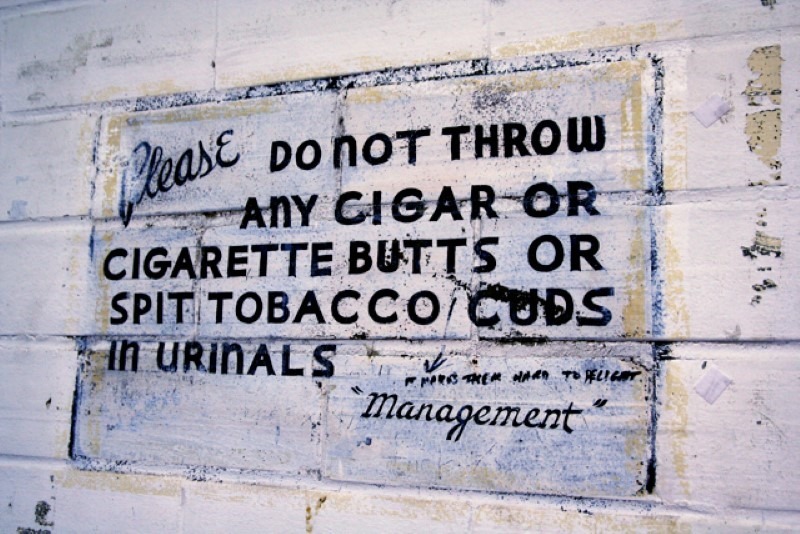 Please DO NOT THROW
ANY CIGAR OR
CIGARETTE BUTTS OR
SPIT TOBACCO CUDS
IN URINALS
IT MAKES THEM HARD TO RELIGHT
"Management"